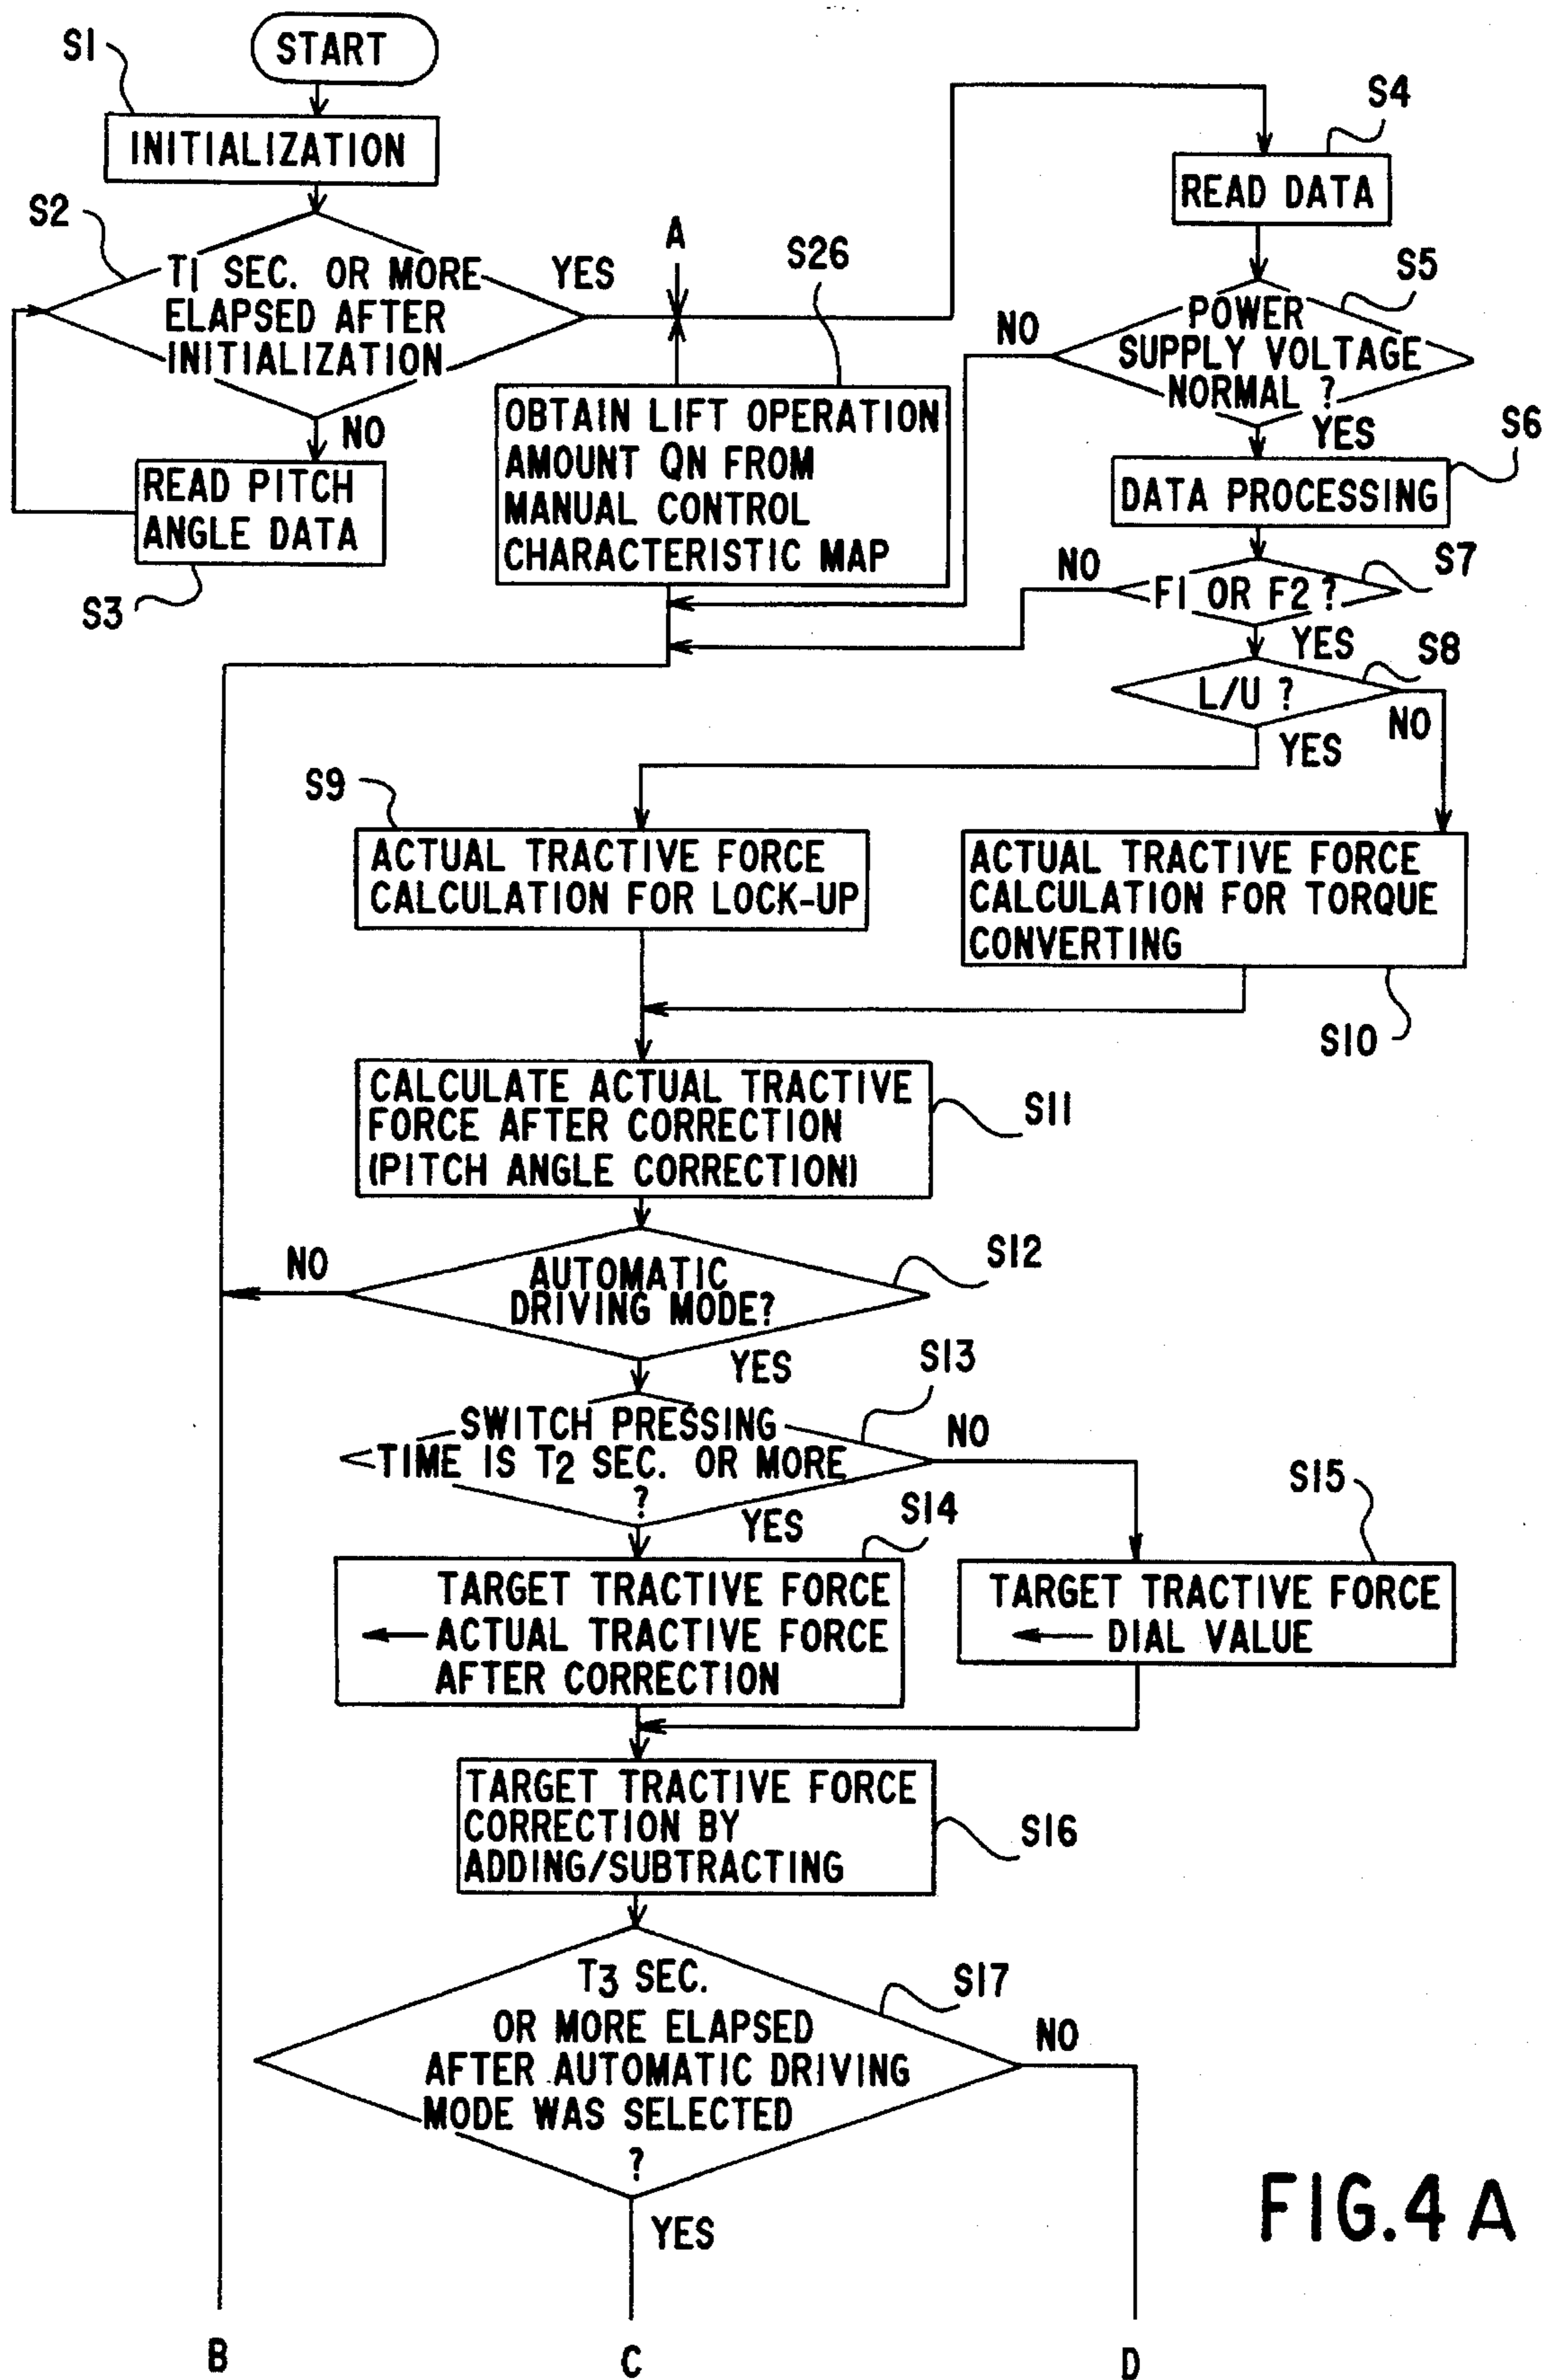 START
S1
INITIALIZATION
S2
T1 SEC. OR MORE
ELAPSED AFTER
INITIALIZATION
YES
NO
READ PITCH
ANGLE DATA
S3
A
S26
OBTAIN LIFT OPERATION
AMOUNT QN FROM
MANUAL CONTROL
CHARACTERISTIC MAP
S4
READ DATA
S5
POWER
SUPPLY VOLTAGE
NORMAL ?
NO
YES
S6
DATA PROCESSING
S7
F1 OR F2 ?
NO
YES
S8
L/U ?
NO
YES
S9
ACTUAL TRACTIVE FORCE
CALCULATION FOR LOCK-UP
ACTUAL TRACTIVE FORCE
CALCULATION FOR TORQUE
CONVERTING
S10
CALCULATE ACTUAL TRACTIVE
FORCE AFTER CORRECTION
(PITCH ANGLE CORRECTION)
S11
NO
AUTOMATIC
DRIVING MODE?
S12
YES
S13
SWITCH PRESSING
TIME IS T2 SEC. OR MORE
?
NO
YES
S14
TARGET TRACTIVE FORCE
← ACTUAL TRACTIVE FORCE
AFTER CORRECTION
S15
TARGET TRACTIVE FORCE
← DIAL VALUE
TARGET TRACTIVE FORCE
CORRECTION BY
ADDING/SUBTRACTING
S16
T3 SEC.
OR MORE ELAPSED
AFTER AUTOMATIC DRIVING
MODE WAS SELECTED
?
S17
NO
YES
B
C
D
FIG.4 A